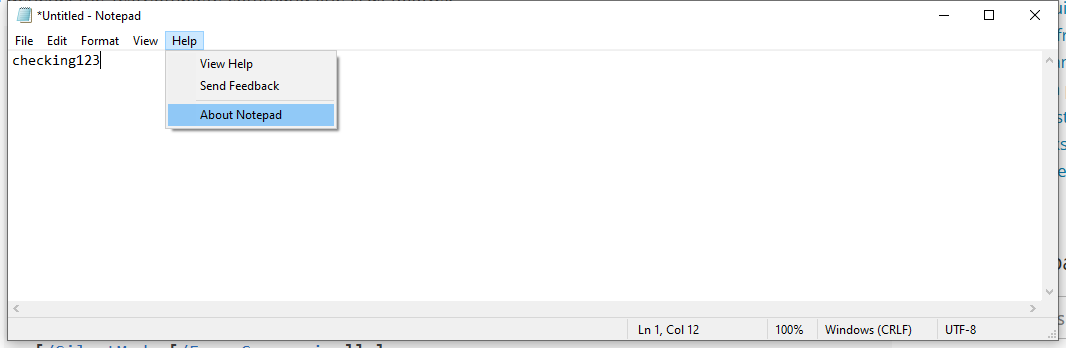 *Untitled - Notepad
File Edit Format View Help
checking123
View Help
Send Feedback
About Notepad
Ln 1, Col 12 100% Windows (CRLF) UTF-8